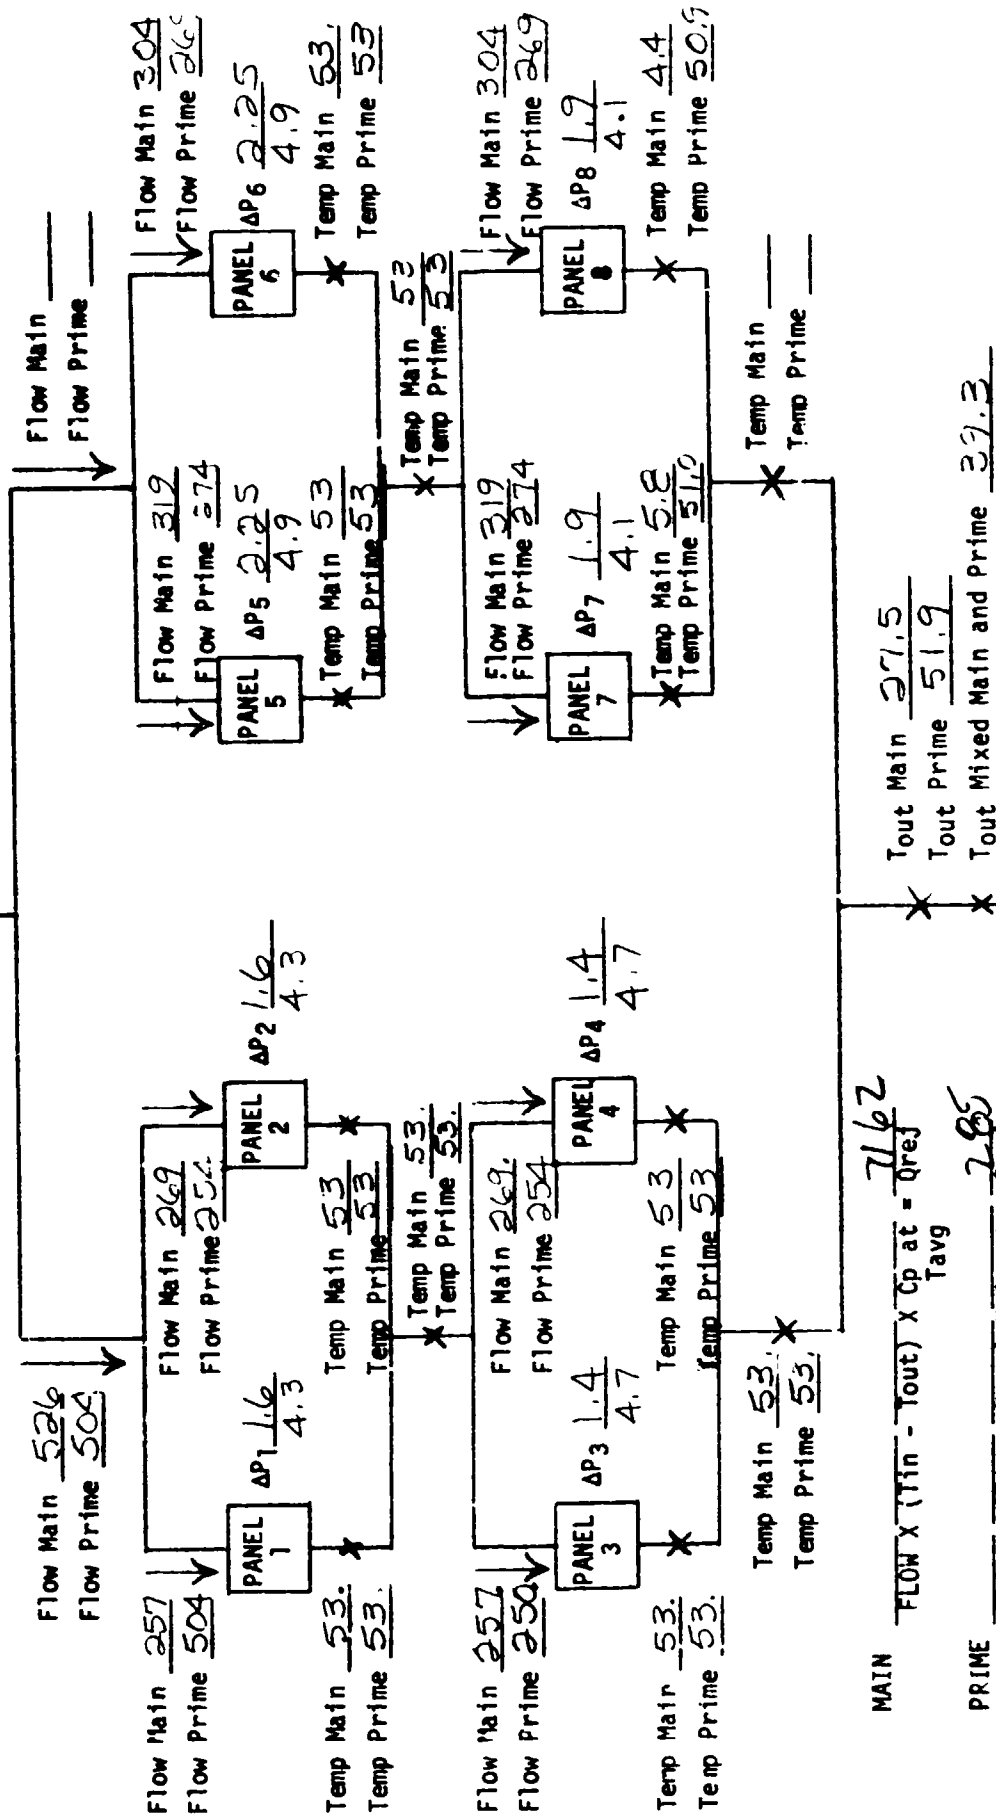 Flow Main 526
Flow Prime 504
Flow Main
Flow Prime
Flow Main 257
Flow Prime 504
PANEL 1
ΔP1 1.6
4.3
Temp Main 53.
Temp Prime 53.
Flow Main 269
Flow Prime 254
PANEL 2
ΔP2 1.6
4.3
Temp Main 53
Temp Prime 53
Flow Main 319
Flow Prime 274
PANEL 5
ΔP5 2.25
4.9
Temp Main 53
Temp Prime 53
Flow Main 304
Flow Prime 269
PANEL 6
ΔP6 2.25
4.9
Temp Main 53.
Temp Prime 53
Temp Main 53.
Temp Prime 53.
Temp Main 53
Temp Prime 53
Flow Main 257
Flow Prime 250
PANEL 3
ΔP3 1.4
4.7
Temp Main 53.
Temp Prime 53.
Flow Main 269.
Flow Prime 254
PANEL 4
ΔP4 1.4
4.7
Temp Main 53
Temp Prime 53
Flow Main 319
Flow Prime 274
PANEL 7
ΔP7 1.9
4.1
Temp Main 5.8
Temp Prime 51.0
Flow Main 304
Flow Prime 269
PANEL 8
ΔP8 1.9
4.1
Temp Main 4.4
Temp Prime 50.9
Temp Main 53.
Temp Prime 53.
Temp Main
Temp Prime
MAIN 7162
FLOW X (Tin - Tout) X Cp at = Qrej
Tavg
PRIME 285
Tout Main 27.5
Tout Prime 51.9
Tout Mixed Main and Prime 39.3